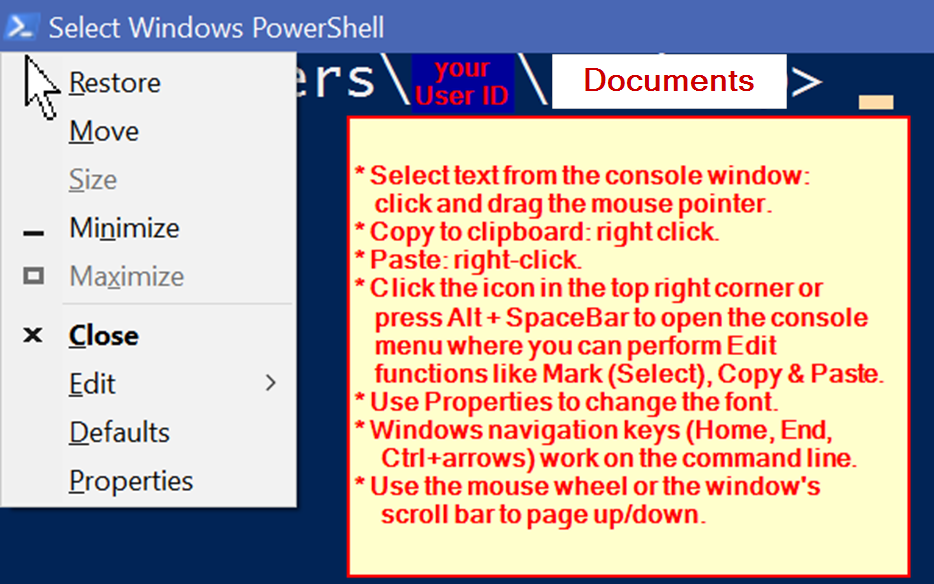 Select Windows PowerShell
ers\ your User ID \ Documents >
Restore
Move
Size
Minimize
Maximize
Close
Edit
Defaults
Properties
* Select text from the console window:
click and drag the mouse pointer.
* Copy to clipboard: right click.
* Paste: right-click.
* Click the icon in the top right corner or
press Alt + SpaceBar to open the console
menu where you can perform Edit
functions like Mark (Select), Copy & Paste.
* Use Properties to change the font.
* Windows navigation keys (Home, End,
Ctrl+arrows) work on the command line.
* Use the mouse wheel or the window's
scroll bar to page up/down.